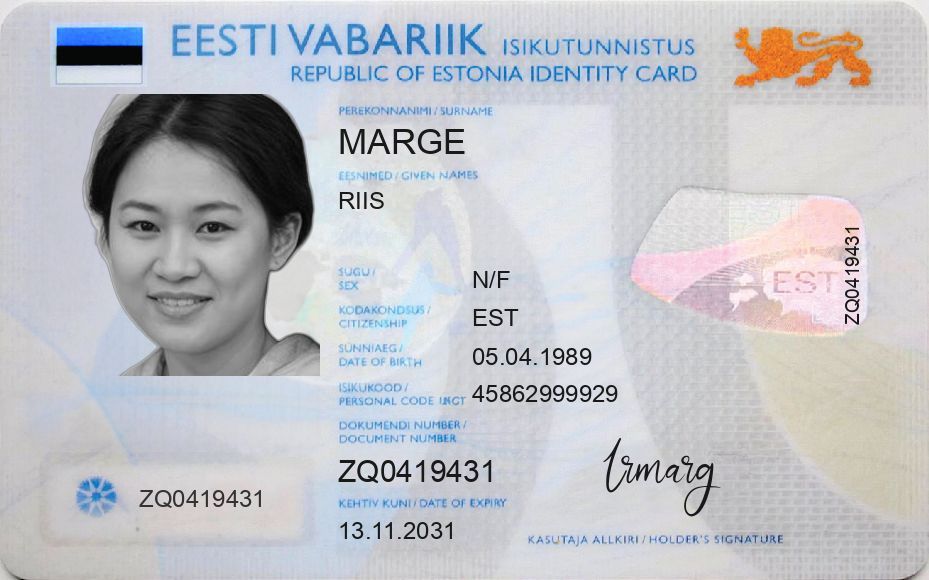 EESTI VABARIIK ISIKUTUNNISTUS
REPUBLIC OF ESTONIA IDENTITY CARD
PEREKONNANIMI / SURNAME
MARGE
EESNIMED / GIVEN NAMES
RIIS
SUGU /
SEX
N/F
KODAKONDSUS /
CITIZENSHIP
EST
SÜNNIAEG /
DATE OF BIRTH
05.04.1989
ISIKUKOOD /
PERSONAL CODE
45862999929
DOKUMENDI NUMBER /
DOCUMENT NUMBER
ZQ0419431
KEHTIV KUNI / DATE OF EXPIRY
13.11.2031
ZQ0419431
EST
ZQ0419431
KASUTAJA ALLKIRI / HOLDER'S SIGNATURE